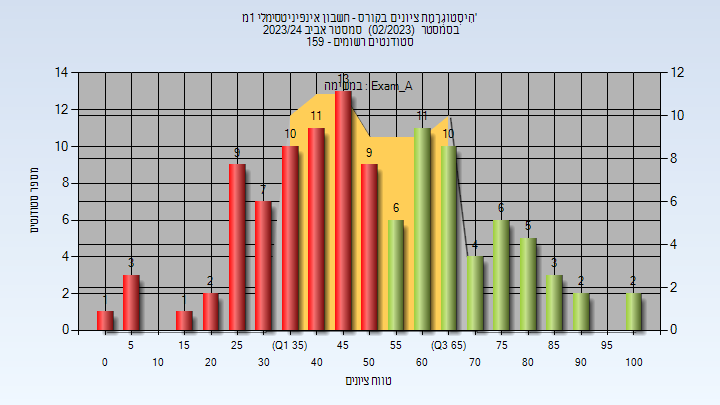 היסטוגרמת ציונים בקורס - חשבון אינפיניטסימלי 1מ'
בסמסטר (02/2023) סמסטר אביב 2023/24
סטודנטים רשומים - 159
במעימה : Exam_A
מספר סטודנטים
14 12 10 8 6 4 2 0
12 10 8 6 4 2 0
1 3 1 2 9 7 10 11 13 9 6 11 10 4 6 5 3 2 2
5 15 25 (Q1 35) 45 55 (Q3 65) 75 85 95
0 10 20 30 40 50 60 70 80 90 100
טווח ציונים